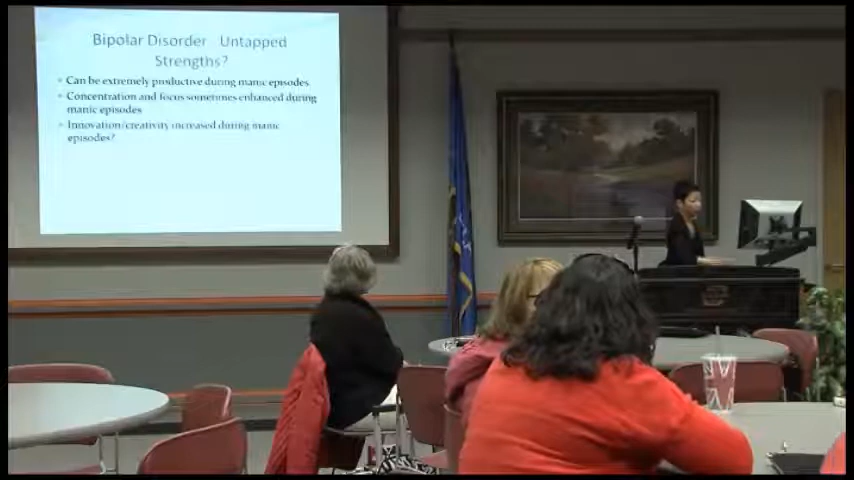 Bipolar Disorder Untapped
Strengths?
Can be extremely productive during manic episodes
Concentration and focus sometimes enhanced during
manic episodes
Innovation/creativity increased during manic
episodes?